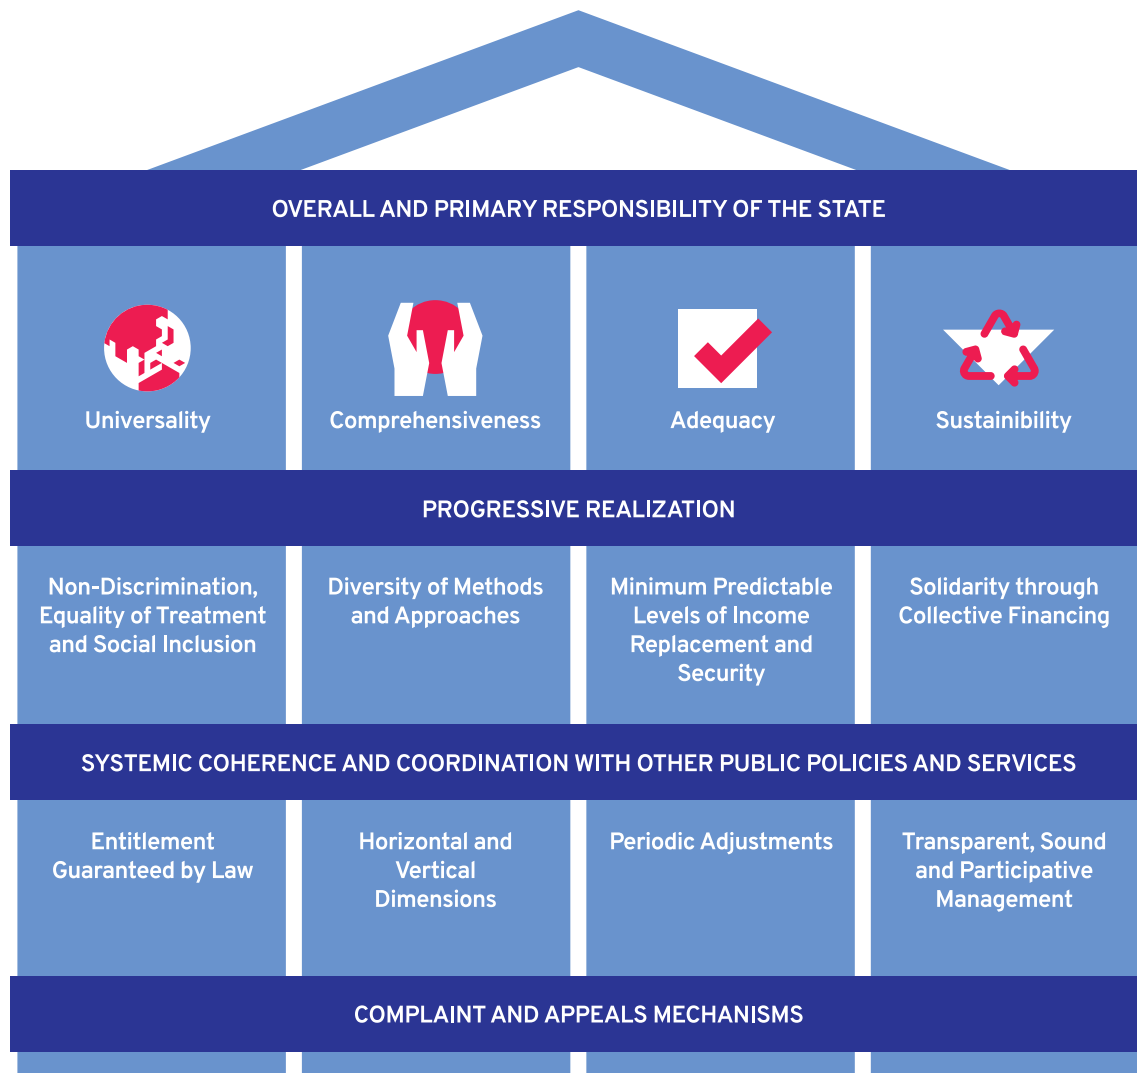 OVERALL AND PRIMARY RESPONSIBILITY OF THE STATE
Universality
Comprehensiveness
Adequacy
Sustainibility
PROGRESSIVE REALIZATION
Non-Discrimination,
Equality of Treatment
and Social Inclusion
Diversity of Methods
and Approaches
Minimum Predictable
Levels of Income
Replacement and
Security
Solidarity through
Collective Financing
SYSTEMIC COHERENCE AND COORDINATION WITH OTHER PUBLIC POLICIES AND SERVICES
Entitlement
Guaranteed by Law
Horizontal and
Vertical
Dimensions
Periodic Adjustments
Transparent, Sound
and Participative
Management
COMPLAINT AND APPEALS MECHANISMS